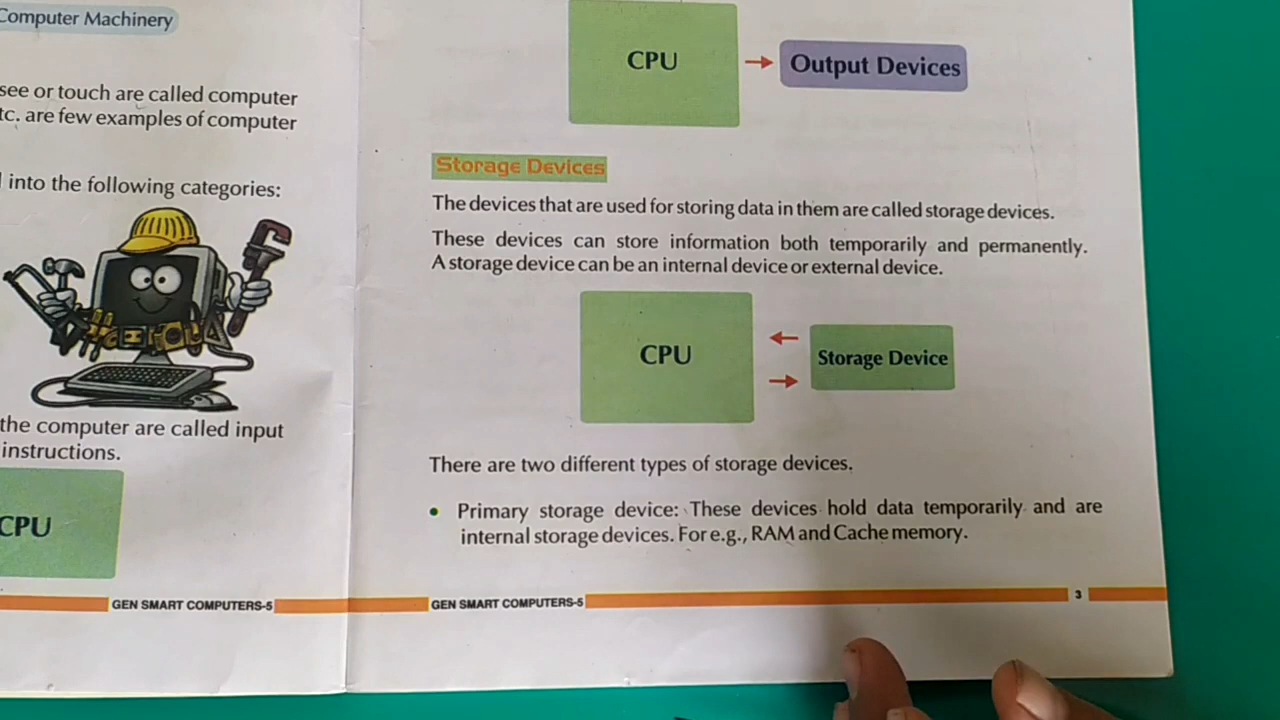 Computer Machinery
see or touch are called computer
tc. are few examples of computer
into the following categories:
the computer are called input
instructions.
CPU
GEN SMART COMPUTERS-5
CPU
Output Devices
Storage Devices
The devices that are used for storing data in them are called storage devices.
These devices can store information both temporarily and permanently.
A storage device can be an internal device or external device.
CPU
Storage Device
There are two different types of storage devices.
• Primary storage device: These devices hold data temporarily and are
internal storage devices. For e.g., RAM and Cache memory.
GEN SMART COMPUTERS-5
3